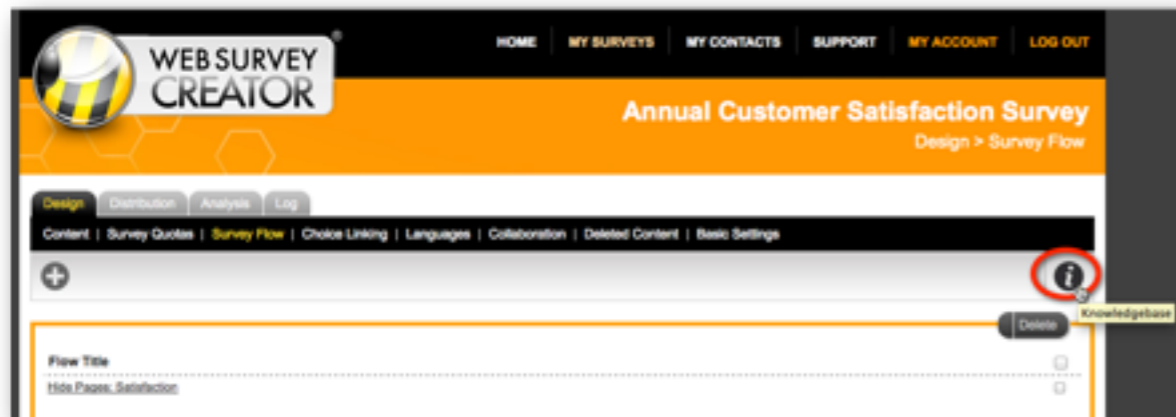 WEB SURVEY CREATOR®
HOME MY SURVEYS MY CONTACTS SUPPORT MY ACCOUNT LOG OUT
Annual Customer Satisfaction Survey
Design > Survey Flow
Design Distribution Analysis Log
Content | Survey Quotas | Survey Flow | Choice Linking | Languages | Collaboration | Deleted Content | Basic Settings
i
Knowledgebase
Delete
Flow Title
Hide Pages: Satisfaction